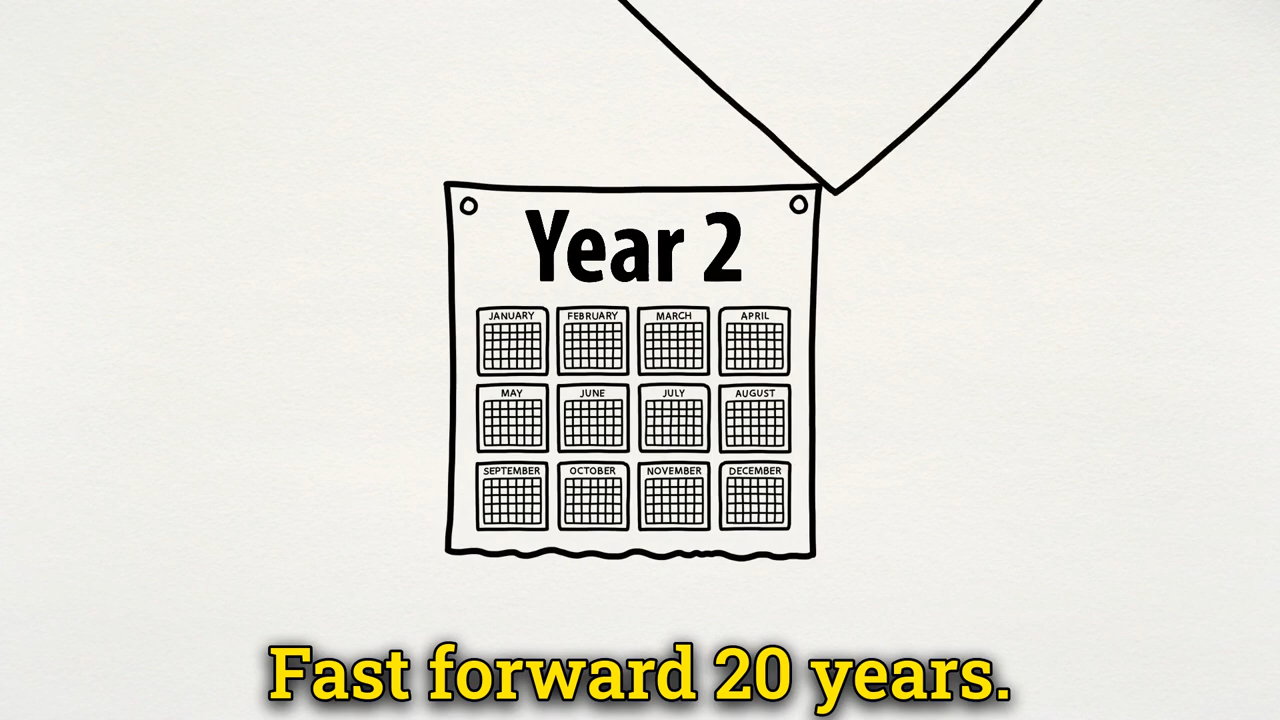 Year 2
JANUARY FEBRUARY MARCH APRIL
MAY JUNE JULY AUGUST
SEPTEMBER OCTOBER NOVEMBER DECEMBER
Fast forward 20 years.